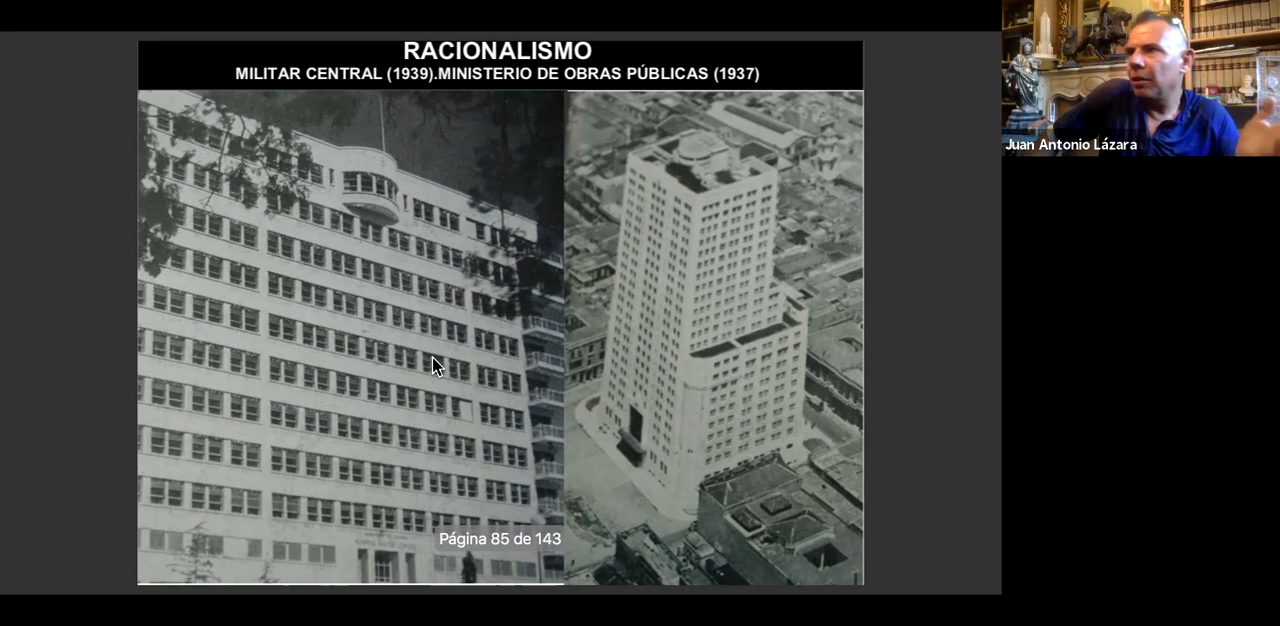 RACIONALISMO
MILITAR CENTRAL (1939).MINISTERIO DE OBRAS PÚBLICAS (1937)
Juan Antonio Lázara
Página 85 de 143